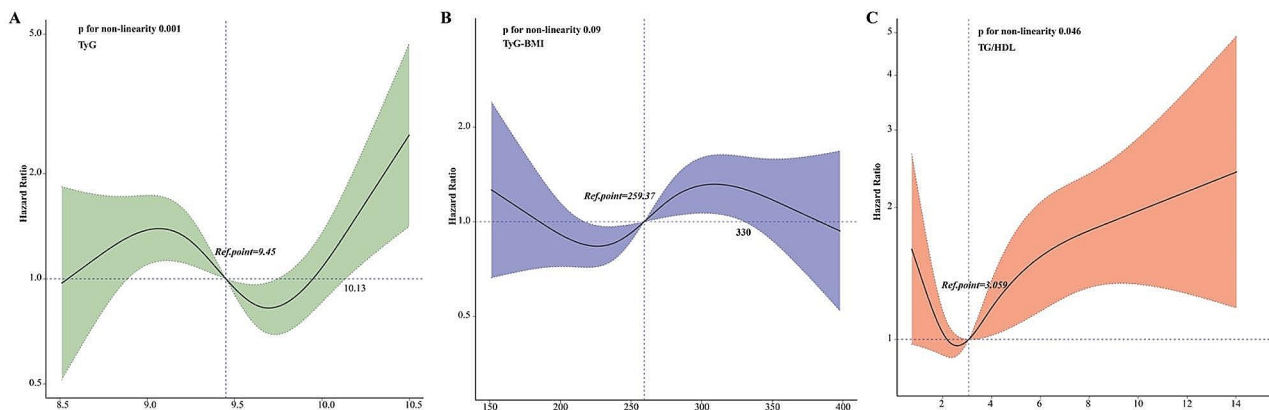 A
p for non-linearity 0.001
TyG
5.0
2.0
1.0
0.5
Hazard Ratio
Ref.point=9.45
10.13
8.5 9.0 9.5 10.0 10.5
B
p for non-linearity 0.09
TyG-BMI
2.0
1.0
0.5
Hazard Ratio
Ref.point=259.37
330
150 200 250 300 350 400
C
p for non-linearity 0.046
TG/HDL
5
4
3
2
1
Hazard Ratio
Ref.point=3.059
2 4 6 8 10 12 14